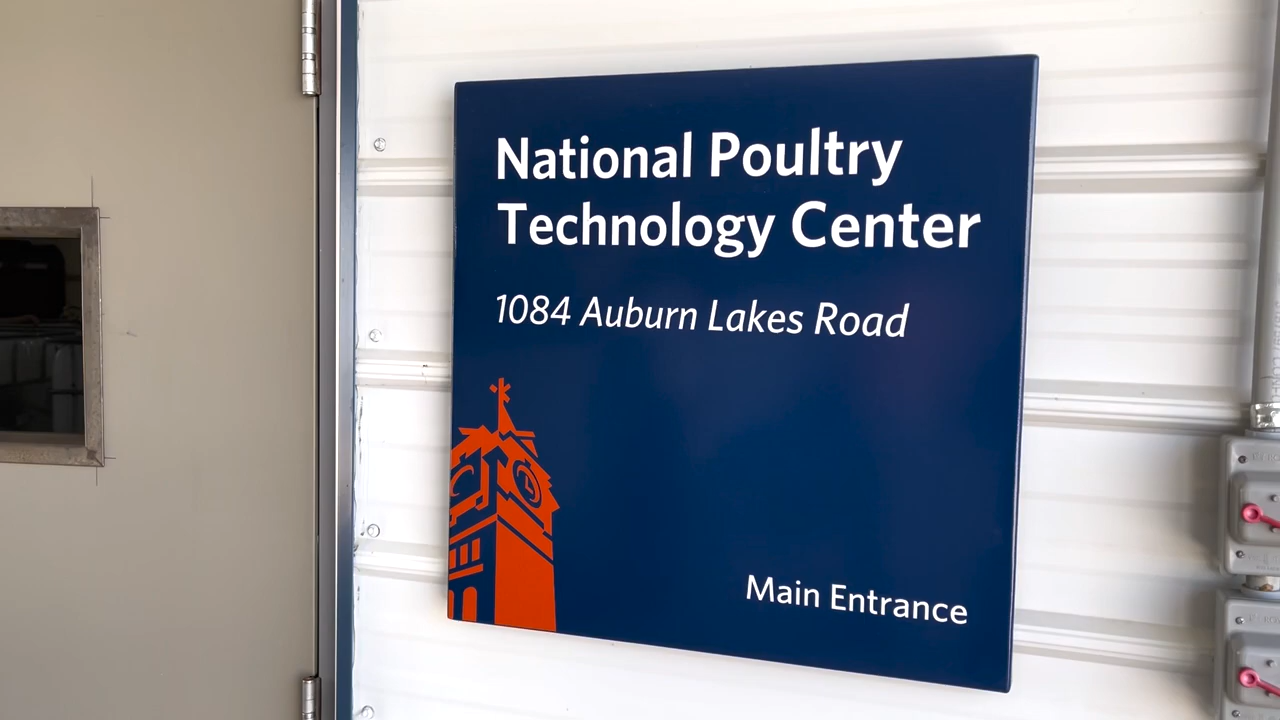 National Poultry
Technology Center
1084 Auburn Lakes Road
Main Entrance